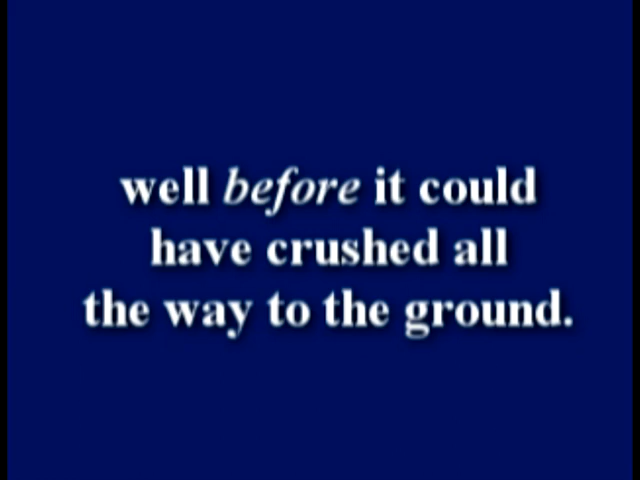 well before it could
have crushed all
the way to the ground.